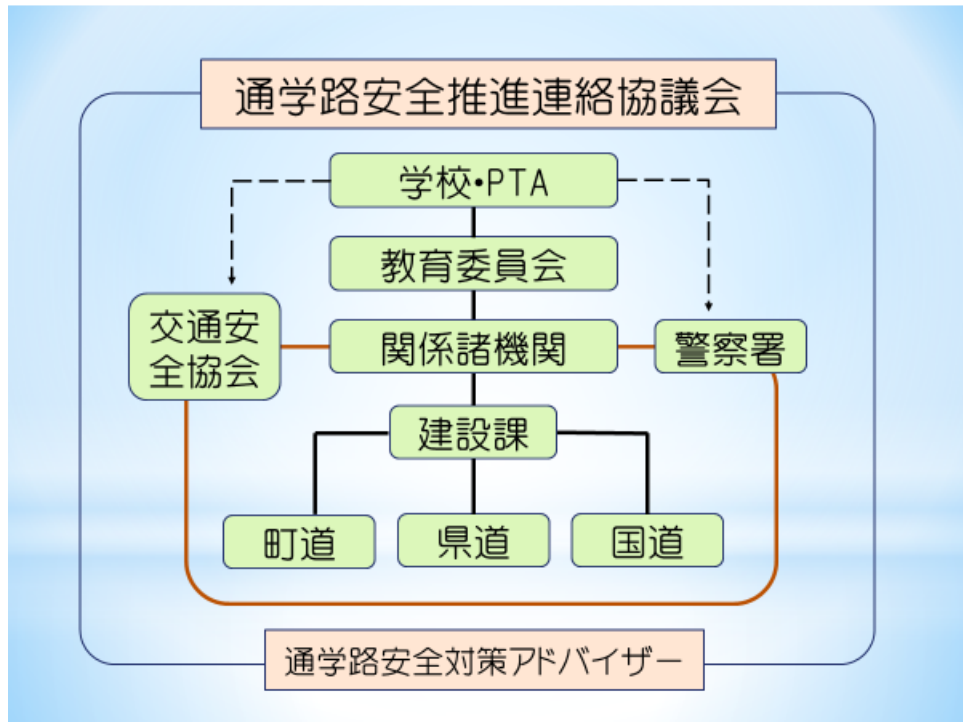 通学路安全推進連絡協議会
学校・PTA
教育委員会
交通安
全協会
関係諸機関
警察署
建設課
町道
県道
国道
通学路安全対策アドバイザー